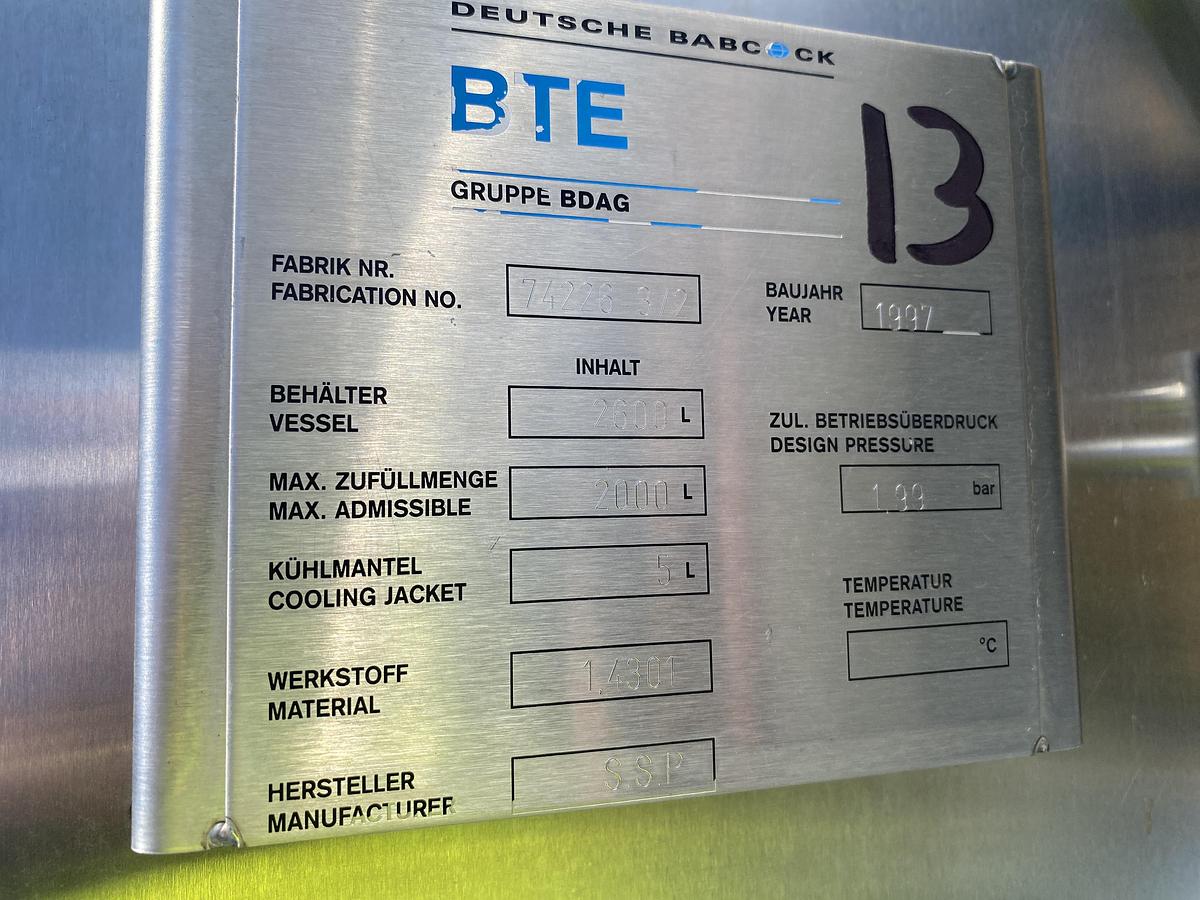 DEUTSCHE BABCOCK
BTE
GRUPPE BDAG
13
FABRIK NR.
FABRICATION NO.
74226 3/2
BAUJAHR
YEAR
1997
INHALT
BEHÄLTER
VESSEL
2600 L
ZUL. BETRIEBSÜBERDRUCK
DESIGN PRESSURE
1,99 bar
MAX. ZUFÜLLMENGE
MAX. ADMISSIBLE
2000 L
KÜHLMANTEL
COOLING JACKET
5 L
TEMPERATUR
TEMPERATURE
°C
WERKSTOFF
MATERIAL
1,4301
HERSTELLER
MANUFACTURER
S.S.P